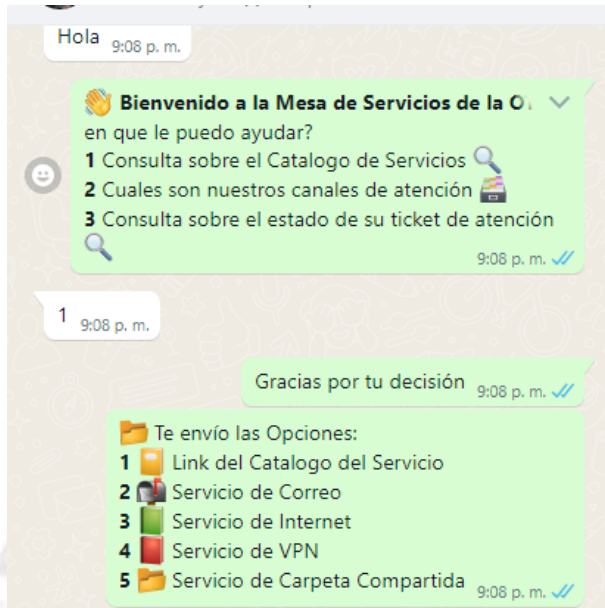 Hola 9:08 p. m.
👋 Bienvenido a la Mesa de Servicios de la
en que le puedo ayudar?
1 Consulta sobre el Catalogo de Servicios 🔍
2 Cuales son nuestros canales de atención 🗃️
3 Consulta sobre el estado de su ticket de atención
🔍
9:08 p. m.
1 9:08 p. m.
Gracias por tu decisión 9:08 p. m.
📂 Te envío las Opciones:
1 📒 Link del Catalogo del Servicio
2 📬 Servicio de Correo
3 📗 Servicio de Internet
4 📕 Servicio de VPN
5 📂 Servicio de Carpeta Compartida 9:08 p. m.